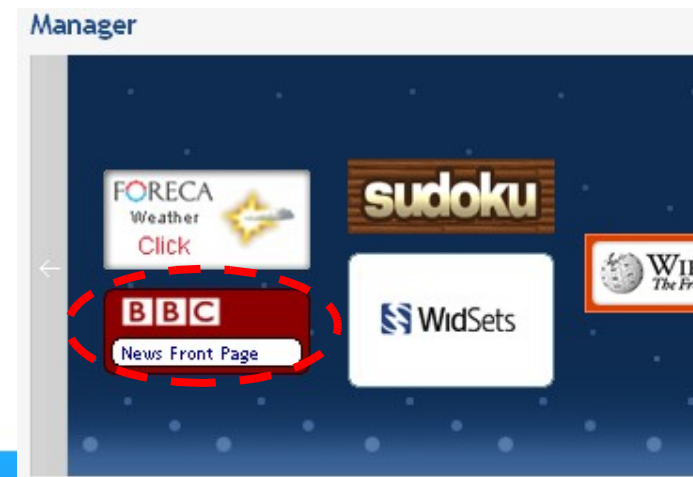 Manager
FORECA
Weather
Click
sudoku
BBC
News Front Page
WidSets